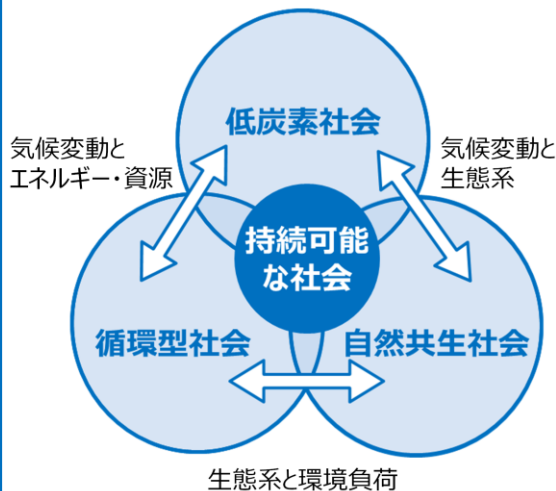 低炭素社会
気候変動と
エネルギー・資源
気候変動と
生態系
持続可能
な社会
循環型社会
自然共生社会
生態系と環境負荷